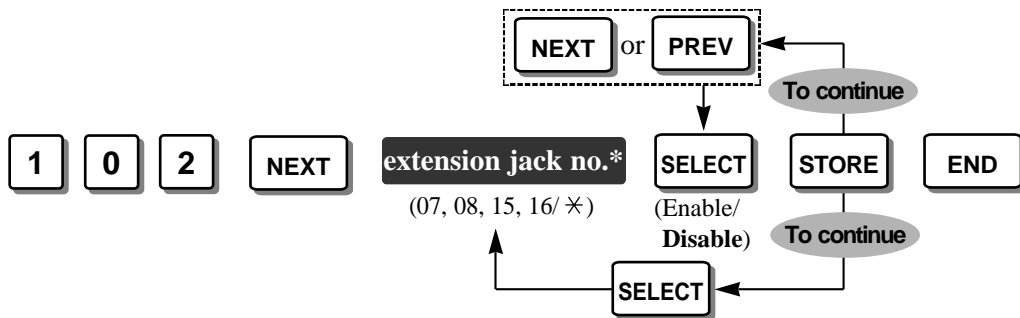 NEXT or PREV
To continue
1 0 2 NEXT extension jack no.* SELECT STORE END
(07, 08, 15, 16/ ✳) (Enable/
Disable) To continue
SELECT